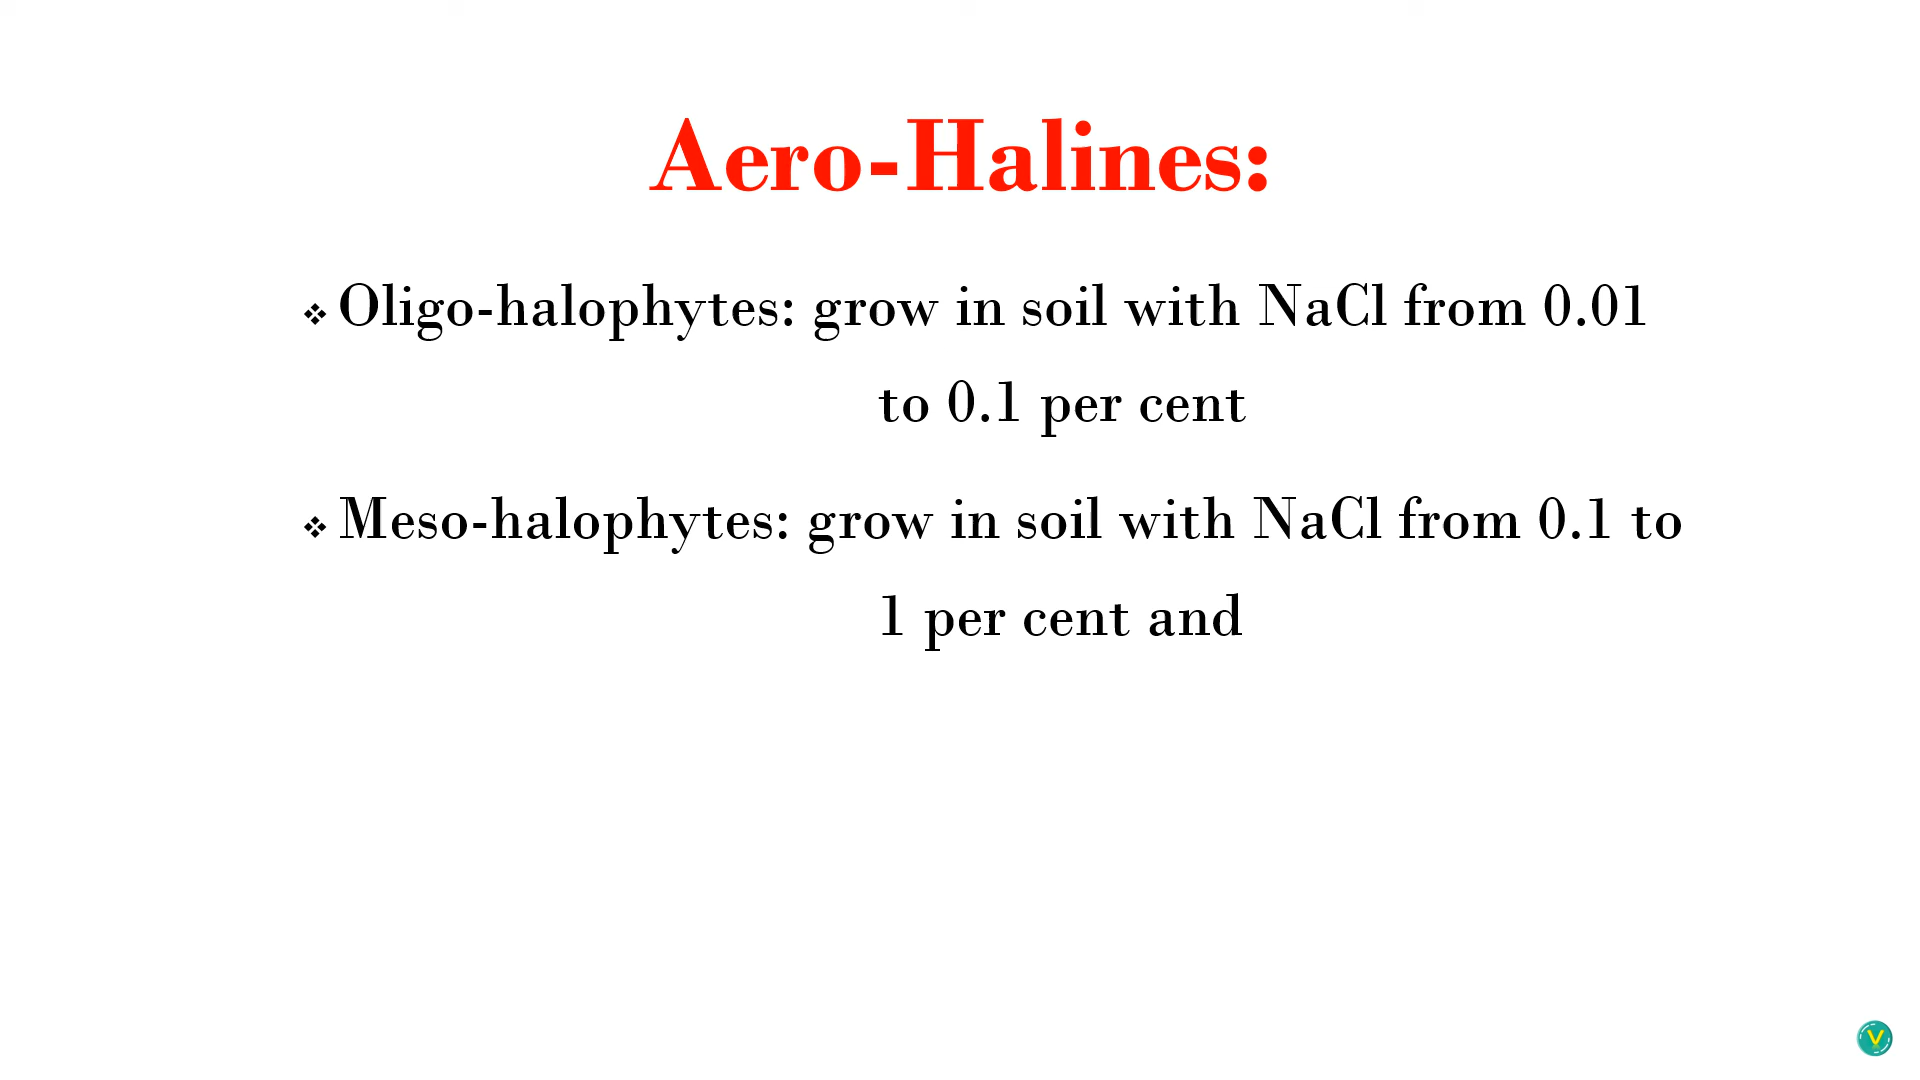 Aero-Halines:
❖ Oligo-halophytes: grow in soil with NaCl from 0.01
to 0.1 per cent
❖ Meso-halophytes: grow in soil with NaCl from 0.1 to
1 per cent and
V